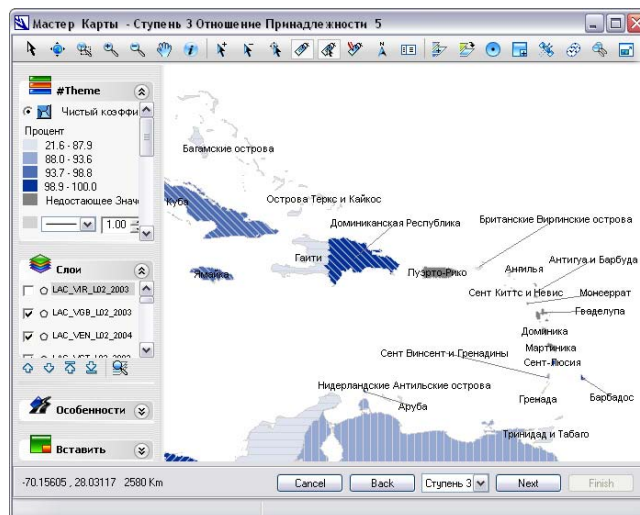 Мастер Карты - Ступень 3 Отношение Принадлежности 5
#Theme
Чистый коэффи
Процент
21.6 - 87.9
88.0 - 93.6
93.7 - 98.8
98.9 - 100.0
Недостающее Знач
1.00
Слои
LAC_VIR_L02_2003
LAC_VGB_L02_2003
LAC_VEN_L02_2004
LAC_VCT_L02_2003
Особенности
Вставить
Багамские острова
Острова Теркс и Кайкос
Куба
Доминиканская Республика
Британские Виргинские острова
Гаити
Ямайка
Пуэрто-Рико
Ангилья
Антигуа и Барбуда
Сент Киттс и Невис
Монсеррат
Гваделупа
Доминика
Мартиника
Сент Винсент и Гренадины
Сент-Люсия
Нидерландские Антильские острова
Барбадос
Гренада
Аруба
Тринидад и Табаго
-70.15605 , 28.03117 2580 Km
Cancel
Back
Ступень 3
Next
Finish